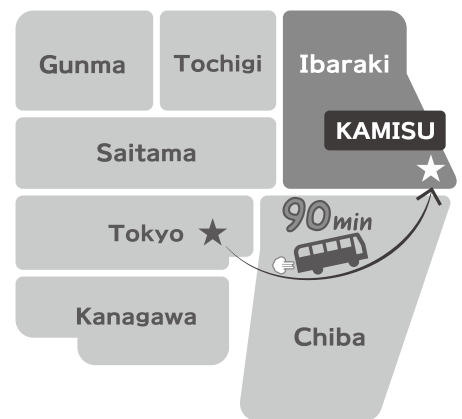 Gunma
Tochigi
Ibaraki
KAMISU
Saitama
Tokyo
90min
Kanagawa
Chiba